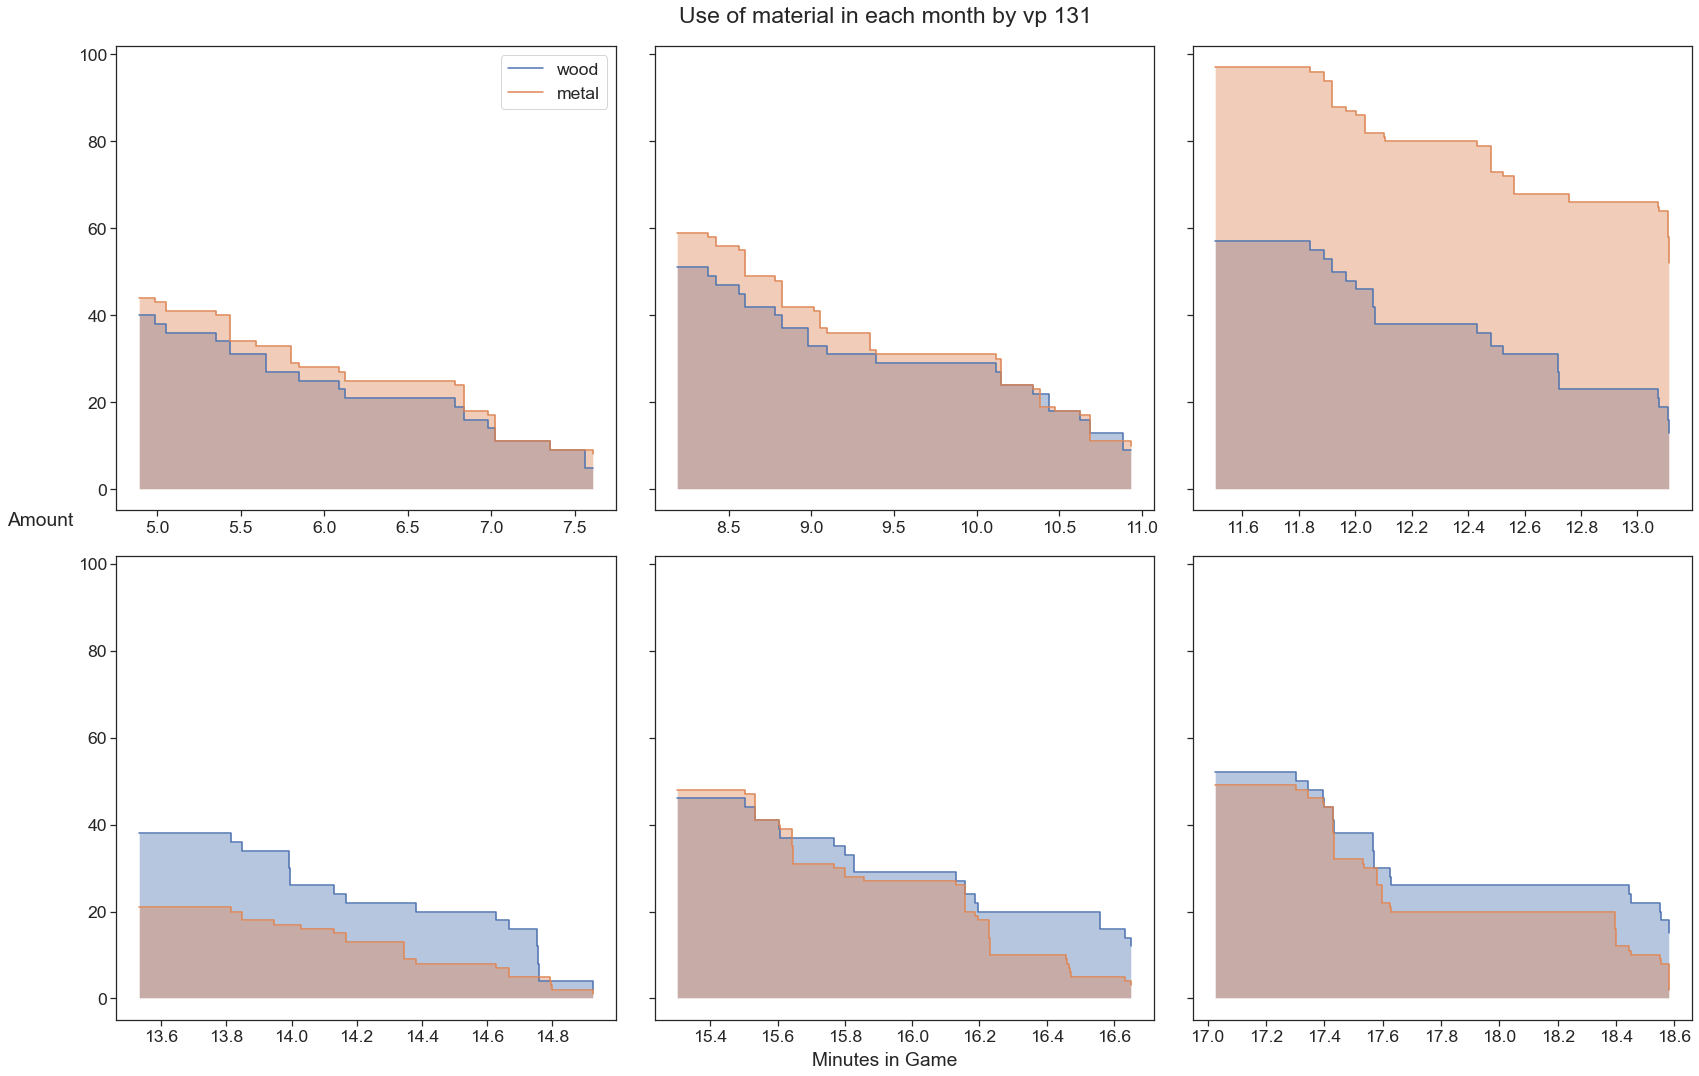 Use of material in each month by vp 131
wood
metal
100
80
60
40
20
0
5.0 5.5 6.0 6.5 7.0 7.5
8.5 9.0 9.5 10.0 10.5 11.0
11.6 11.8 12.0 12.2 12.4 12.6 12.8 13.0
Amount
100
80
60
40
20
0
13.6 13.8 14.0 14.2 14.4 14.6 14.8
15.4 15.6 15.8 16.0 16.2 16.4 16.6
17.0 17.2 17.4 17.6 17.8 18.0 18.2 18.4 18.6
Minutes in Game